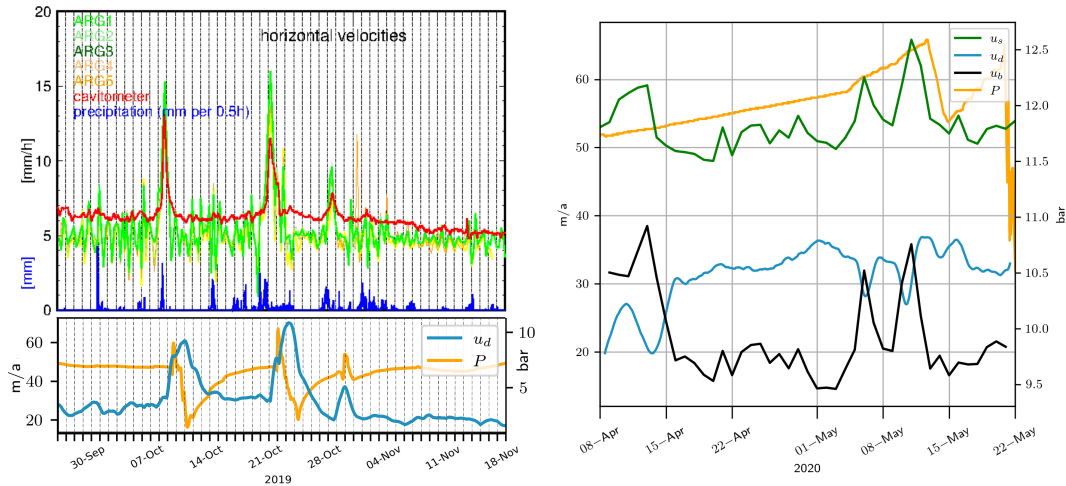 20
15
10
5
0
[mm/h]
[mm]
ARG1
ARG2
ARG3
ARG4
ARG5
cavitometer
precipitation (mm per 0.5h)
horizontal velocities
60
40
20
m/a
10
5
bar
u_d
P
30-Sep
07-Oct
14-Oct
21-Oct
28-Oct
04-Nov
11-Nov
18-Nov
2019
60
50
40
30
20
m/a
u_s
u_d
u_b
P
12.5
12.0
11.5
11.0
10.5
10.0
9.5
bar
08-Apr
15-Apr
22-Apr
01-May
08-May
15-May
22-May
2020